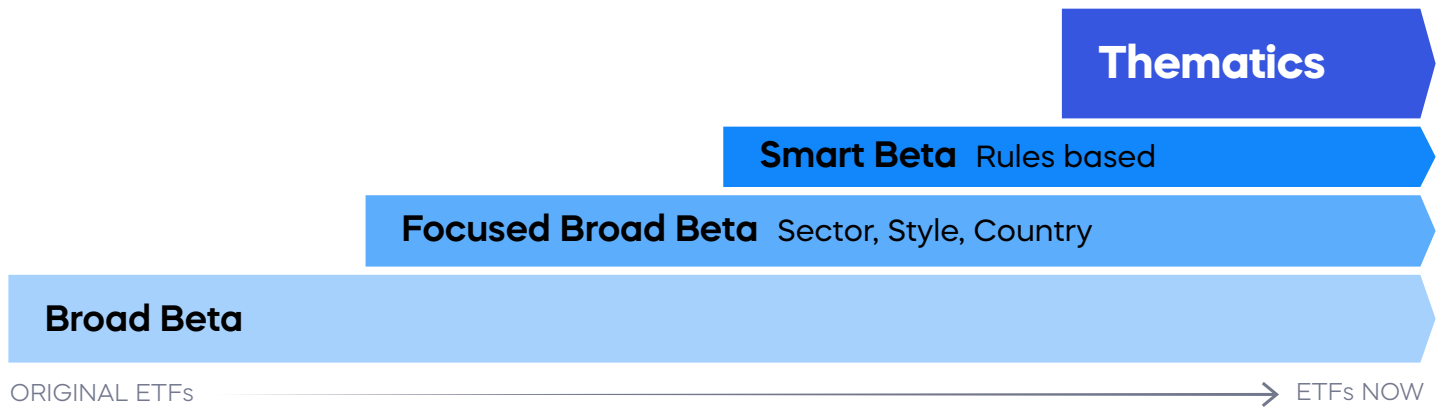 Thematics
Smart Beta Rules based
Focused Broad Beta Sector, Style, Country
Broad Beta
ORIGINAL ETFs ETFs NOW